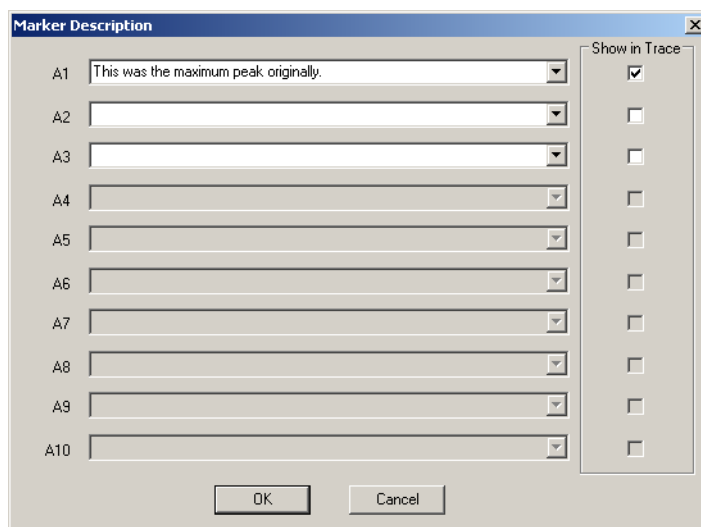 Marker Description
Show in Trace
A1 This was the maximum peak originally.
A2
A3
A4
A5
A6
A7
A8
A9
A10
OK Cancel